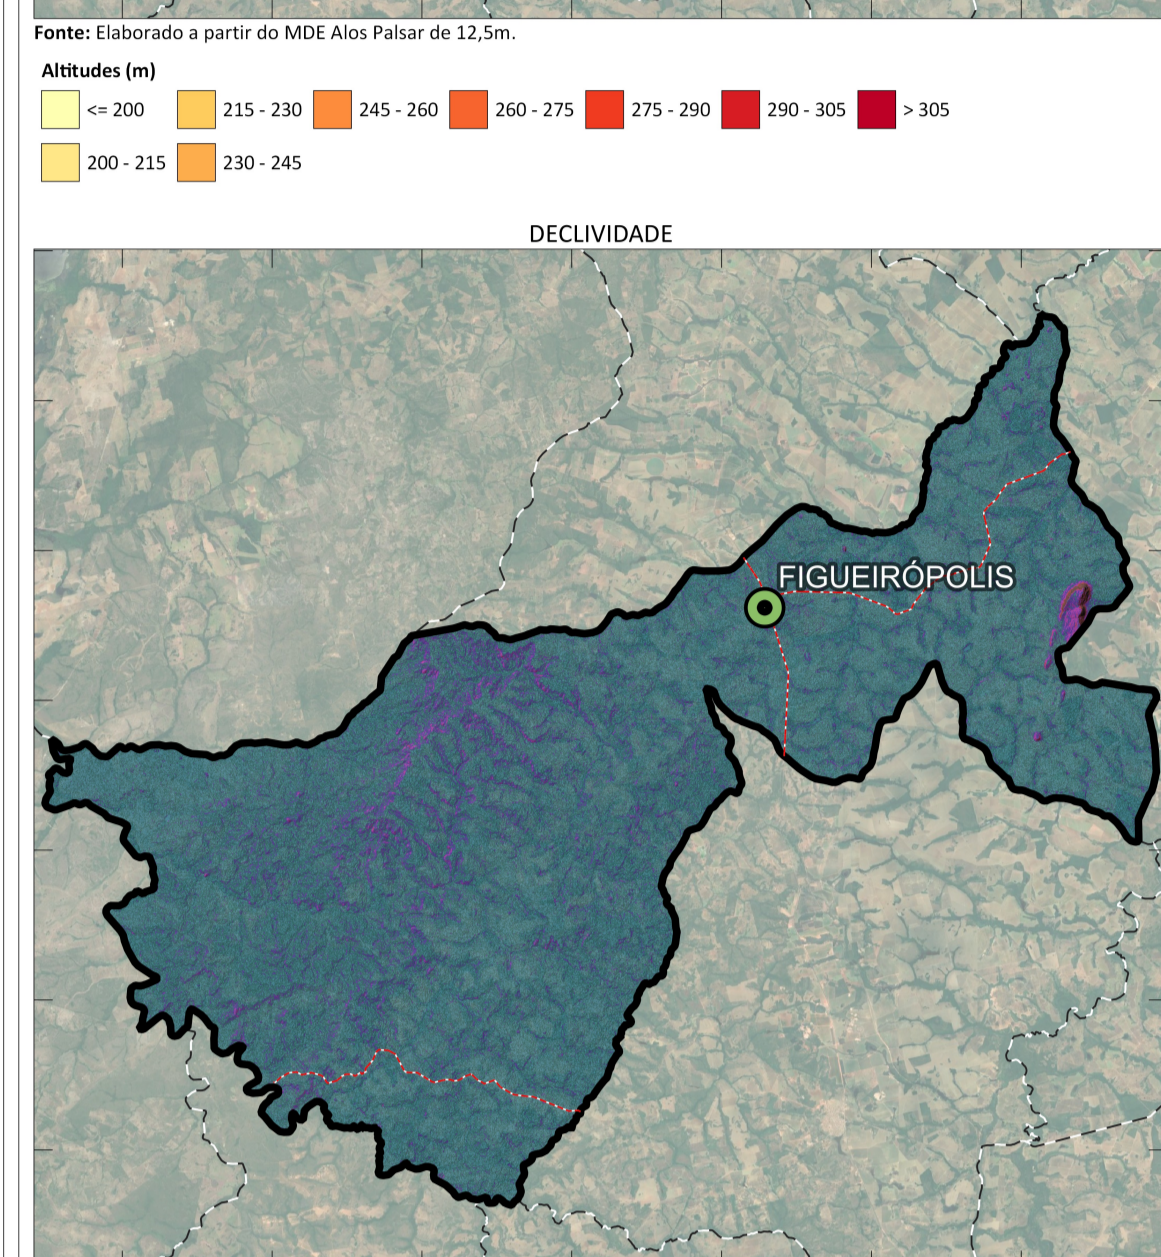 Fonte: Elaborado a partir do MDE Alos Palsar de 12,5m.
Altitudes (m)
<= 200 215 - 230 245 - 260 260 - 275 275 - 290 290 - 305 > 305
200 - 215 230 - 245
DECLIVIDADE
FIGUEIRÓPOLIS